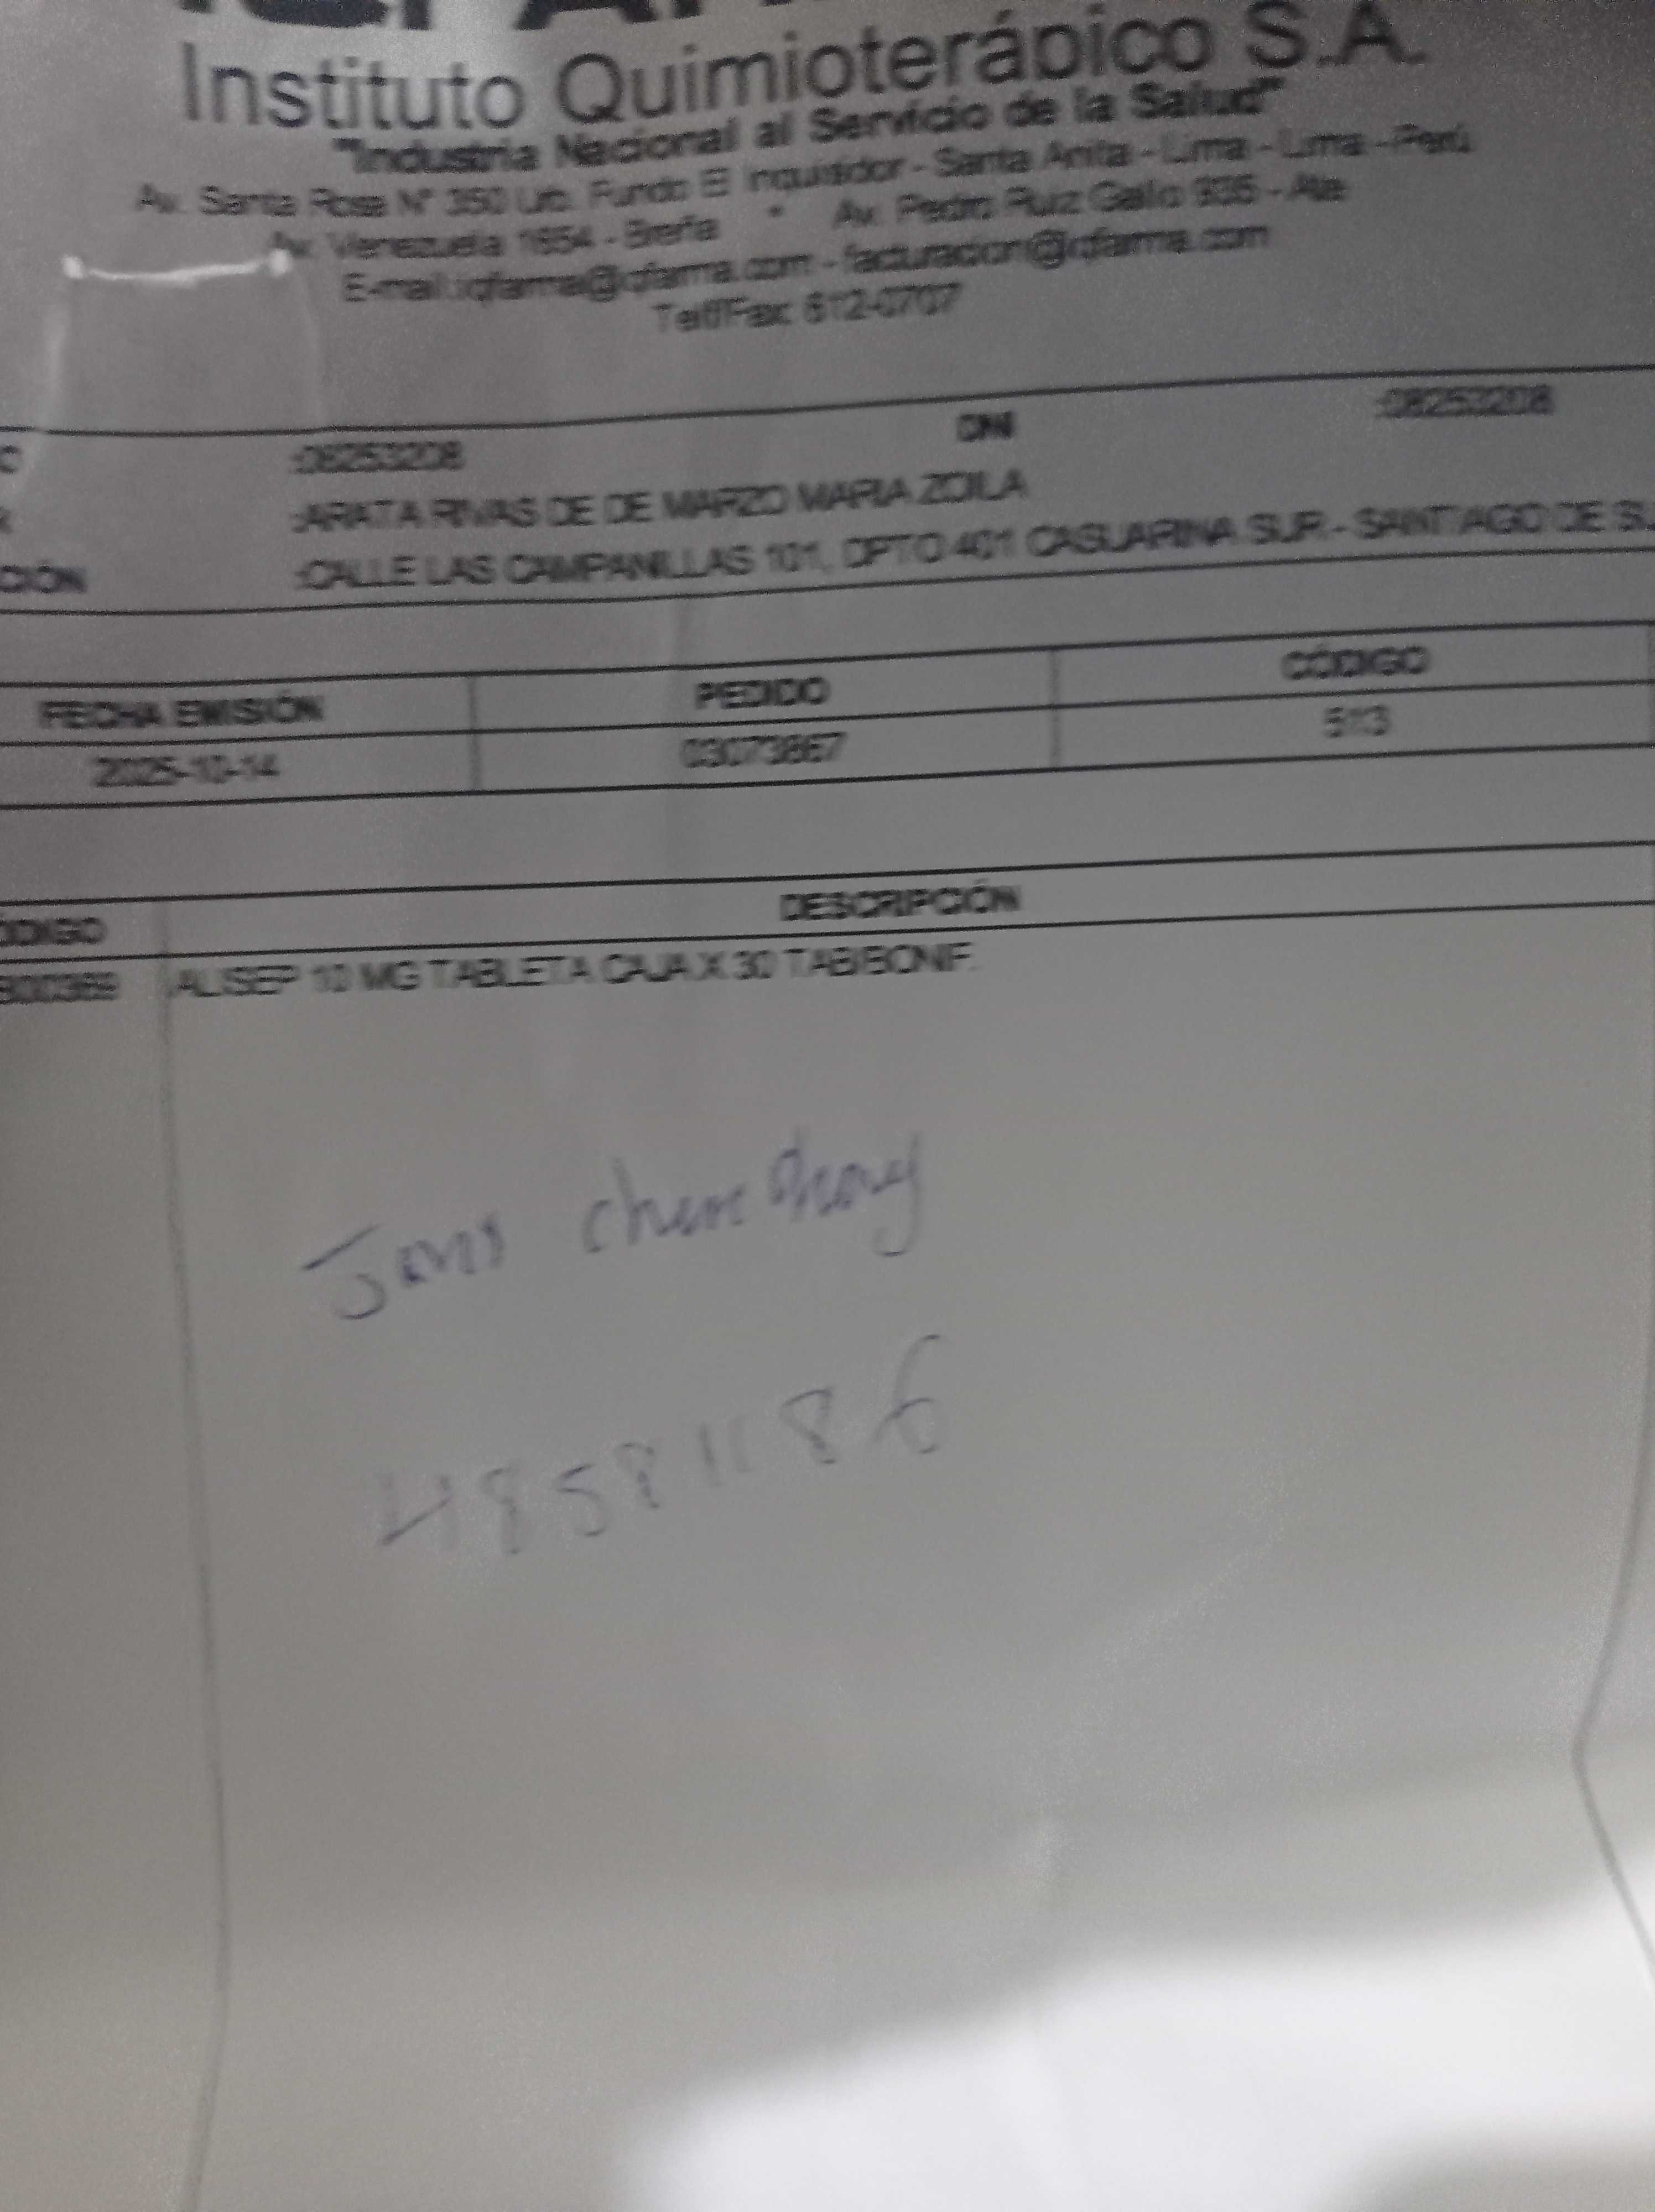 Instituto Quimioterápico S.A.
"Industria Nacional al Servicio de la Salud"
Av. Santa Rosa N° 350 Urb. Fundo El Inquisidor - Santa Anita - Lima - Lima - Perú
Av. Venezuela 1654 - Breña * Av. Pedro Ruiz Gallo 935 - Ate
E-mail:iqfarma@iqfarma.com - facturacion@iqfarma.com
Telf/Fax: 612-0707
:08253208 DNI :08253208
:ARATA RIVAS DE DE MARZO MARIA ZOILA
CIÓN :CALLE LAS CAMPANILLAS 101, DPTO 401 CASUARINA SUR - SANTIAGO DE SU
FECHA EMISIÓN PEDIDO CÓDIGO
2025-10-14 03073867 513
ÓDIGO DESCRIPCIÓN
800369 ALISEP 10 MG TABLETA CAJA X 30 TAB/BONIF.
48581186